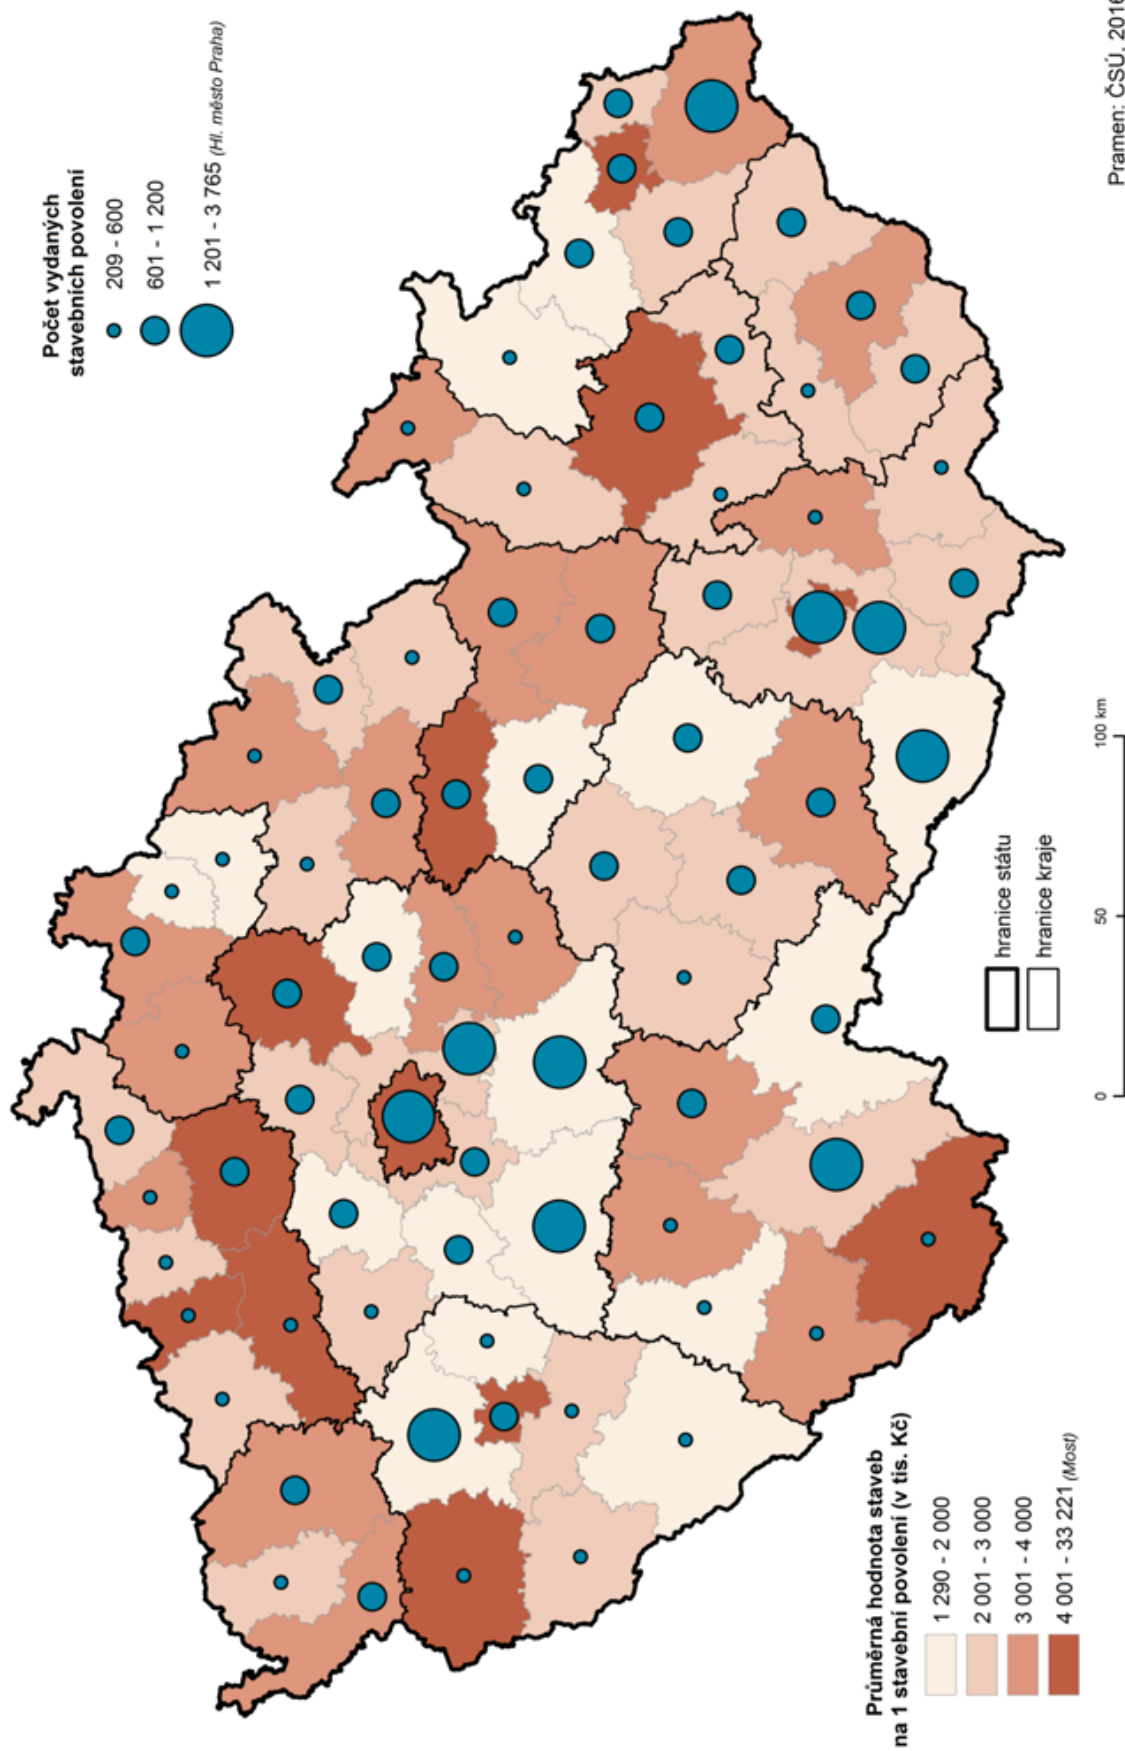 Počet vydaných
stavebních povolení
209 - 600
601 - 1 200
1 201 - 3 765 (Hl. město Praha)
Průměrná hodnota staveb
na 1 stavební povolení (v tis. Kč)
1 290 - 2 000
2 001 - 3 000
3 001 - 4 000
4 001 - 33 221 (Most)
hranice státu
hranice kraje
0 50 100 km
Pramen: ČSÚ, 2016